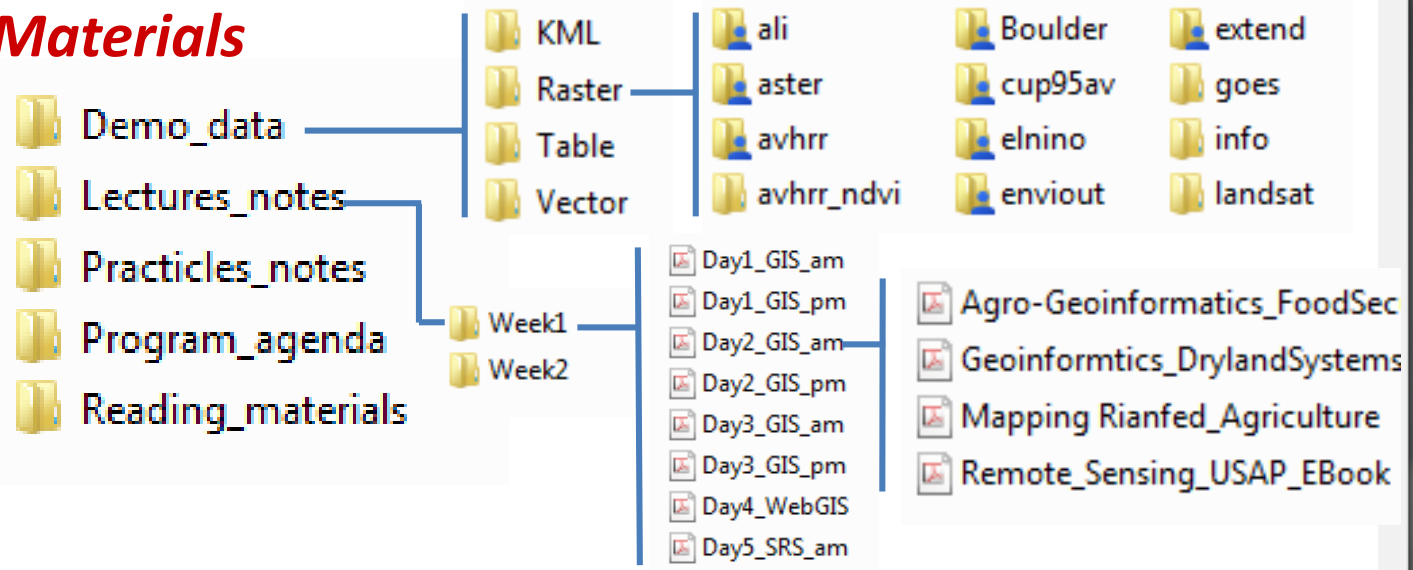 Materials
Demo_data
Lectures_notes
Practicles_notes
Program_agenda
Reading_materials
KML
Raster
Table
Vector
ali
aster
avhrr
avhrr_ndvi
Boulder
cup95av
elnino
enviout
extend
goes
info
landsat
Week1
Week2
Day1_GIS_am
Day1_GIS_pm
Day2_GIS_am
Day2_GIS_pm
Day3_GIS_am
Day3_GIS_pm
Day4_WebGIS
Day5_SRS_am
Agro-Geoinformatics_FoodSec
Geoinformtics_DrylandSystems
Mapping Rianfed_Agriculture
Remote_Sensing_USAP_EBook